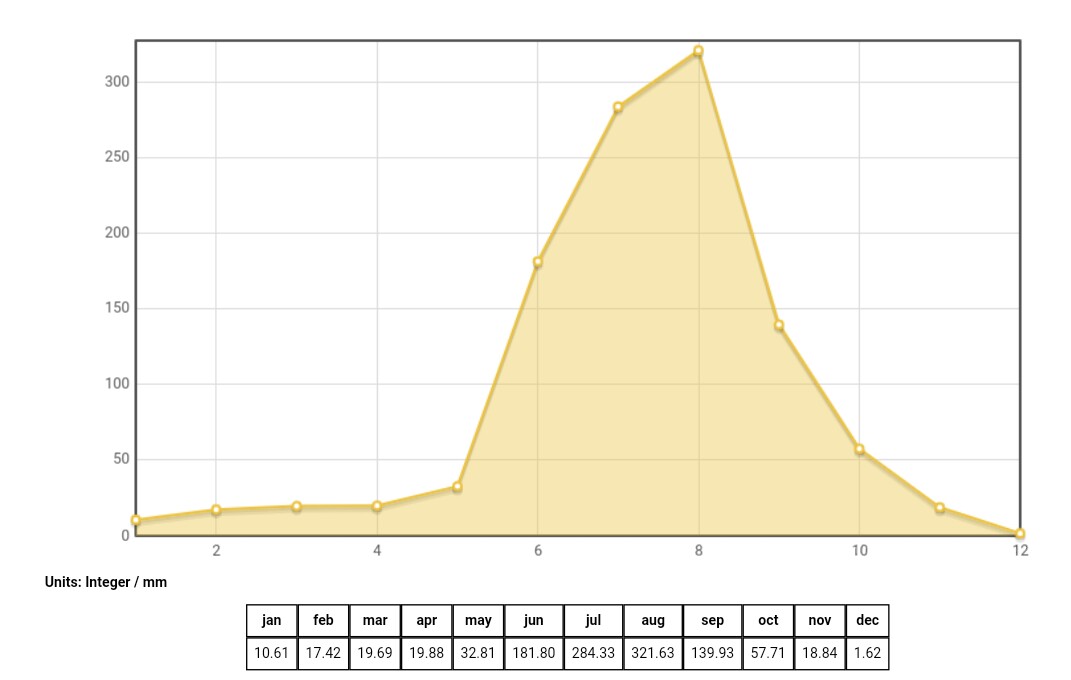 300
250
200
150
100
50
0
2 4 6 8 10 12
Units: Integer / mm
jan feb mar apr may jun jul aug sep oct nov dec
10.61 17.42 19.69 19.88 32.81 181.80 284.33 321.63 139.93 57.71 18.84 1.62